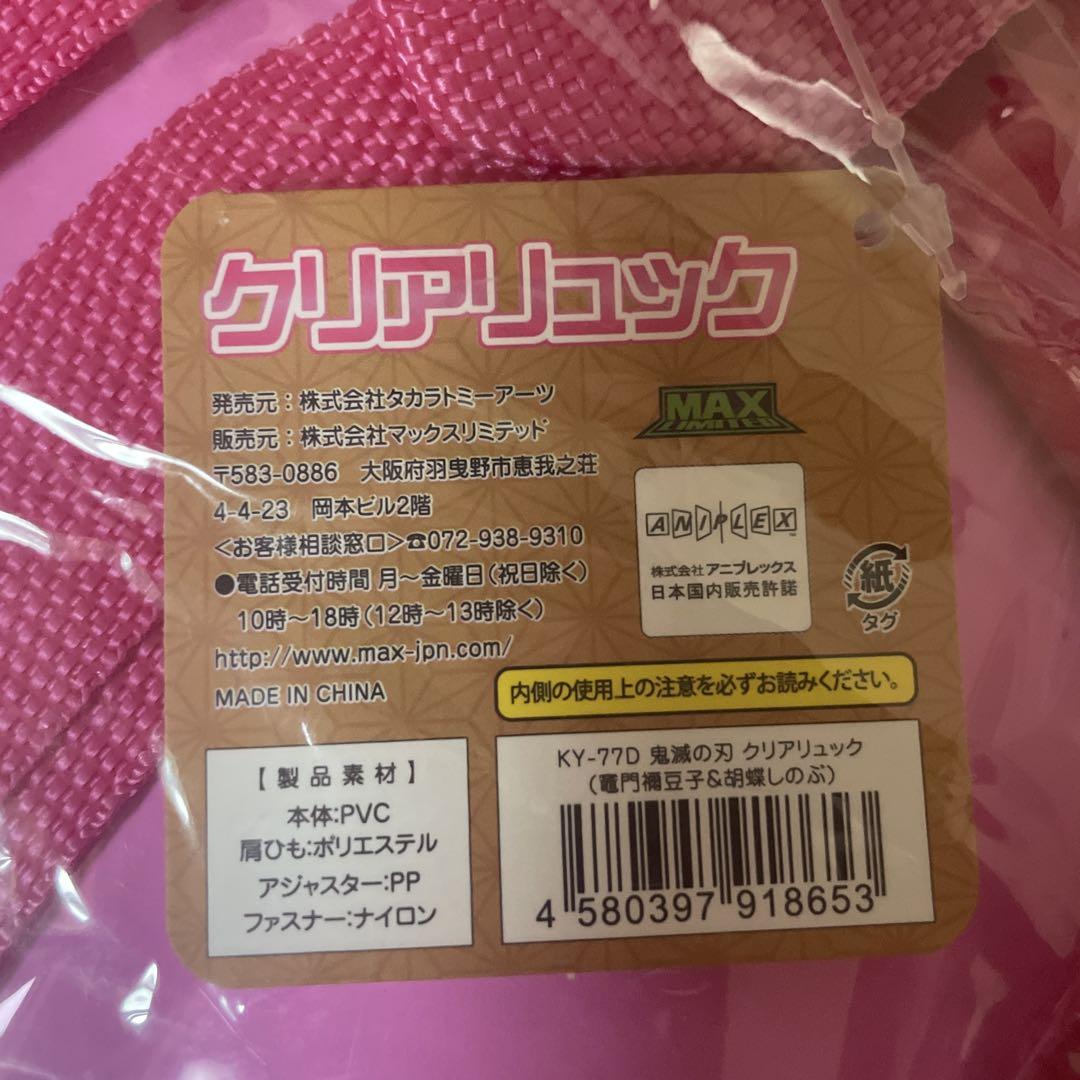 クリアリュック
発売元：株式会社タカラトミーアーツ
販売元：株式会社マックスリミテッド
〒583-0886 大阪府羽曳野市恵我之荘
4-4-23 岡本ビル2階
<お客様相談窓口>☎072-938-9310
●電話受付時間 月～金曜日(祝日除く)
10時～18時(12時～13時除く)
http://www.max-jpn.com/
MADE IN CHINA
MAX
LIMITED
ANIPLEX
株式会社 アニプレックス
日本国内販売許諾
紙
タグ
内側の使用上の注意を必ずお読みください。
【製品素材】
本体:PVC
肩ひも:ポリエステル
アジャスター:PP
ファスナー:ナイロン
KY-77D 鬼滅の刃 クリアリュック
(竈門禰豆子&胡蝶しのぶ)
4 580397 918653